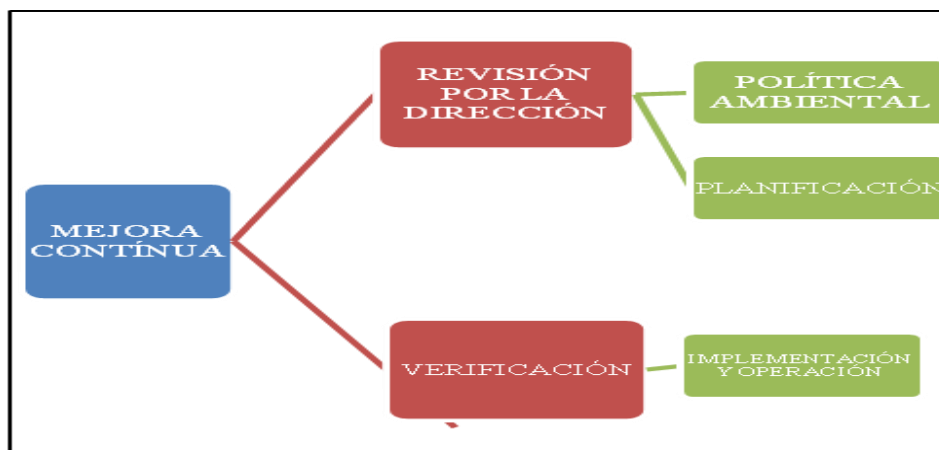 REVISIÓN
POR LA
DIRECCIÓN
POLÍTICA
AMBIENTAL
PLANIFICACIÓN
MEJORA
CONTÍNUA
VERIFICACIÓN
IMPLEMENTACIÓN
Y OPERACIÓN